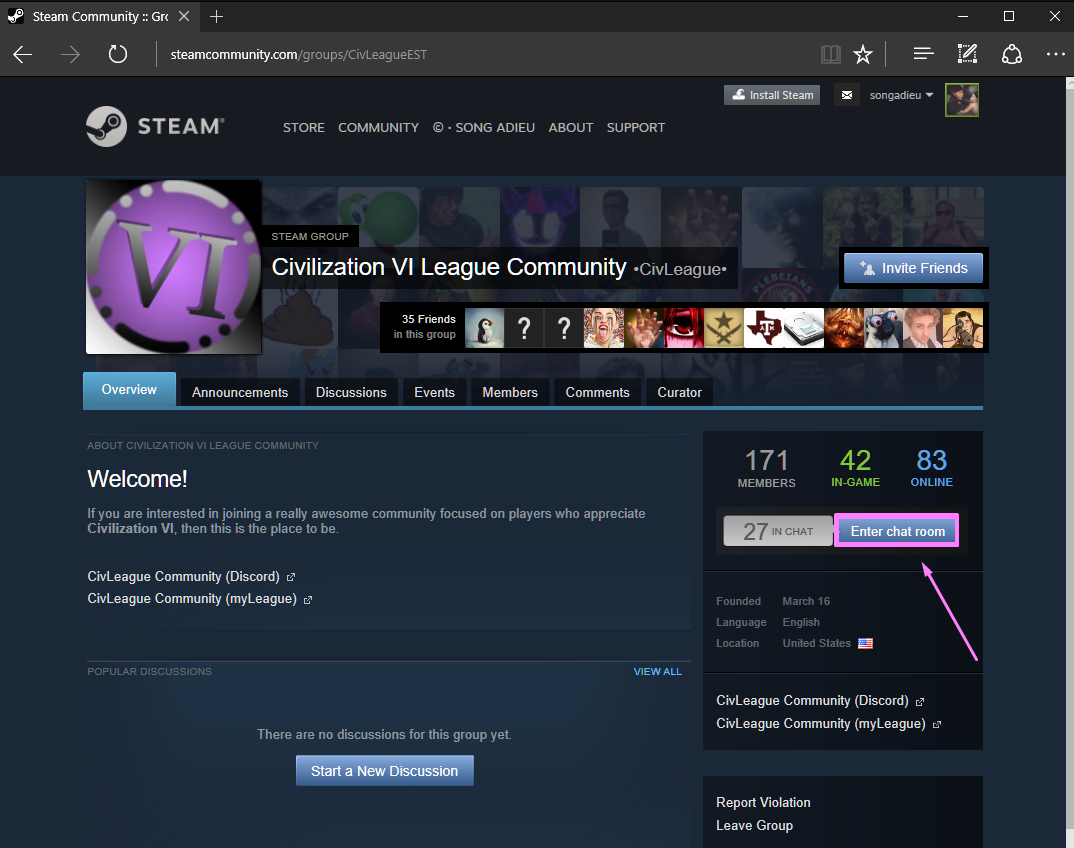 Steam Community :: Gro
steamcommunity.com/groups/CivLeagueEST
Install Steam
songadieu
STEAM®
STORE COMMUNITY © · SONG ADIEU ABOUT SUPPORT
VI
STEAM GROUP
Civilization VI League Community •CivLeague•
Invite Friends
PLEBEIANS
35 Friends
in this group
? ?
ATM
Overview Announcements Discussions Events Members Comments Curator
ABOUT CIVILIZATION VI LEAGUE COMMUNITY
Welcome!
If you are interested in joining a really awesome community focused on players who appreciate
Civilization VI, then this is the place to be.
CivLeague Community (Discord)
CivLeague Community (myLeague)
POPULAR DISCUSSIONS
VIEW ALL
There are no discussions for this group yet.
Start a New Discussion
171 42 83
MEMBERS IN-GAME ONLINE
27 IN CHAT Enter chat room
Founded March 16
Language English
Location United States
CivLeague Community (Discord)
CivLeague Community (myLeague)
Report Violation
Leave Group